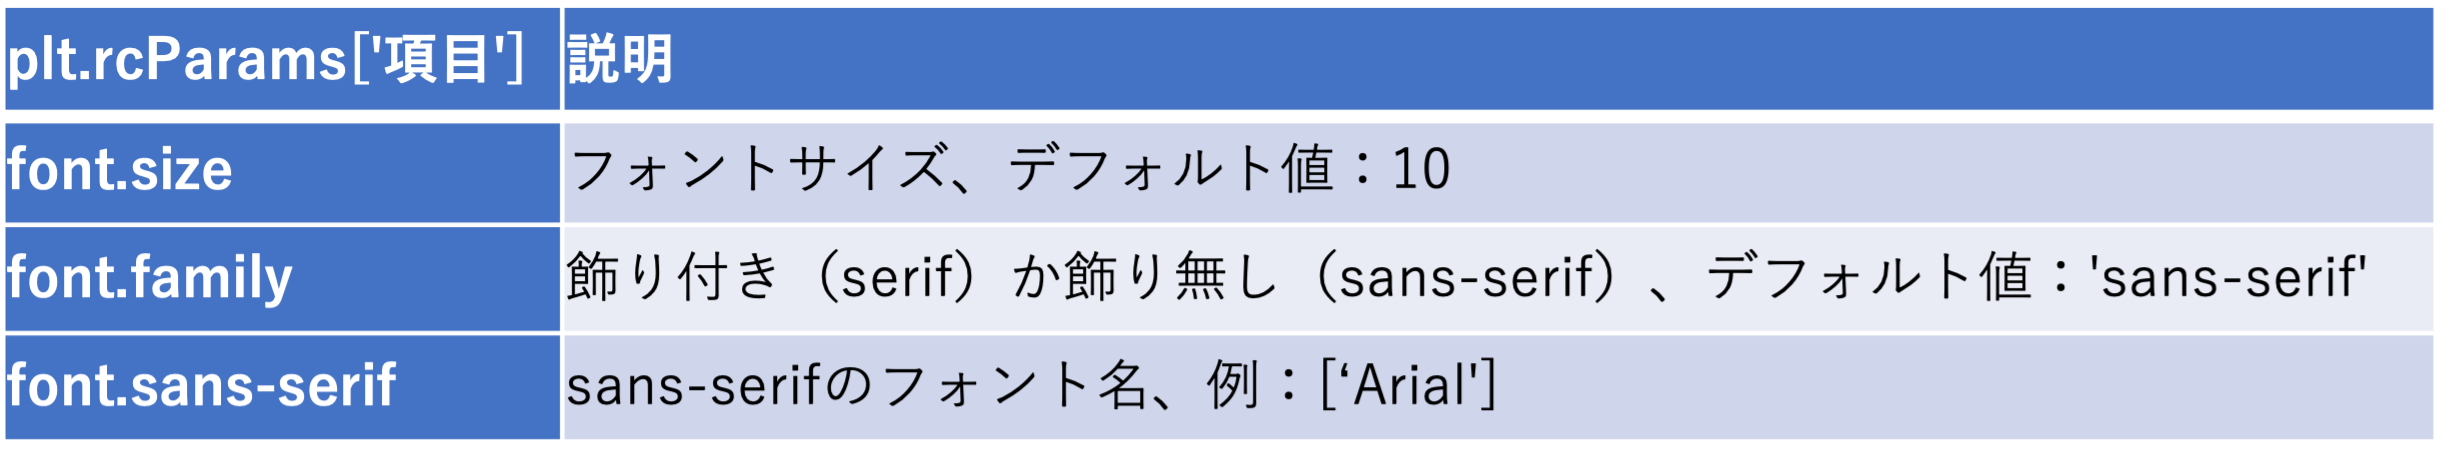 plt.rcParams['項目'] 説明
font.size フォントサイズ、デフォルト値：10
font.family 飾り付き（serif）か飾り無し（sans-serif）、デフォルト値：'sans-serif'
font.sans-serif sans-serifのフォント名、例：[‘Arial']